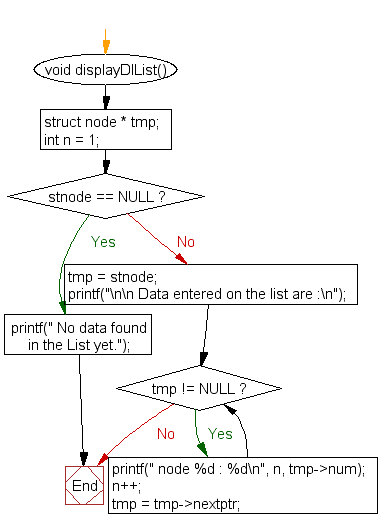 void displayDlList()
struct node * tmp;
int n = 1;
stnode == NULL ?
Yes
No
tmp = stnode;
printf("\n\n Data entered on the list are :\n");
printf(" No data found
in the List yet.");
tmp != NULL ?
No
Yes
printf(" node %d : %d\n", n, tmp->num);
n++;
tmp = tmp->nextptr;
End